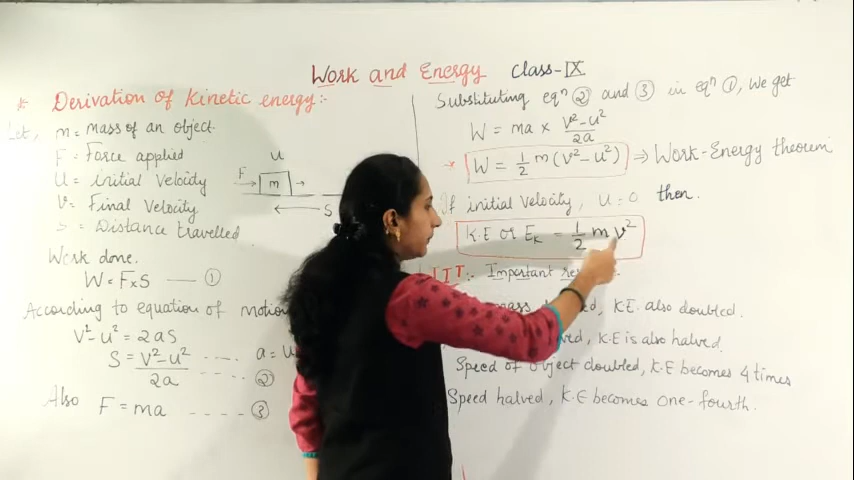 Work and Energy Class-IX
* Derivation of Kinetic energy:-
Let, m = mass of an object.
F = Force applied
U = initial Velocity
V = Final Velocity
S = Distance travelled
Work done,
W = F×S —— ①
According to equation of motion
V²- u² = 2as
S = V²- u² ....
2a ---- ②
a = u
Also F = ma ---- ③
U
F → m →
← S
Substituting eqⁿ ② and ③ in eqⁿ ①, we get
W = ma × V²-u²
2a
→ W = 1/2 m (V²- u²) ⇒ Work-Energy theorem
If initial velocity, u = 0 then.
K.E or Eₖ = 1/2 m v²
:- Important
mass, K.E. also doubled.
K.E is also halved.
Speed of object doubled, K.E becomes 4 times
Speed halved, K.E becomes one-fourth.